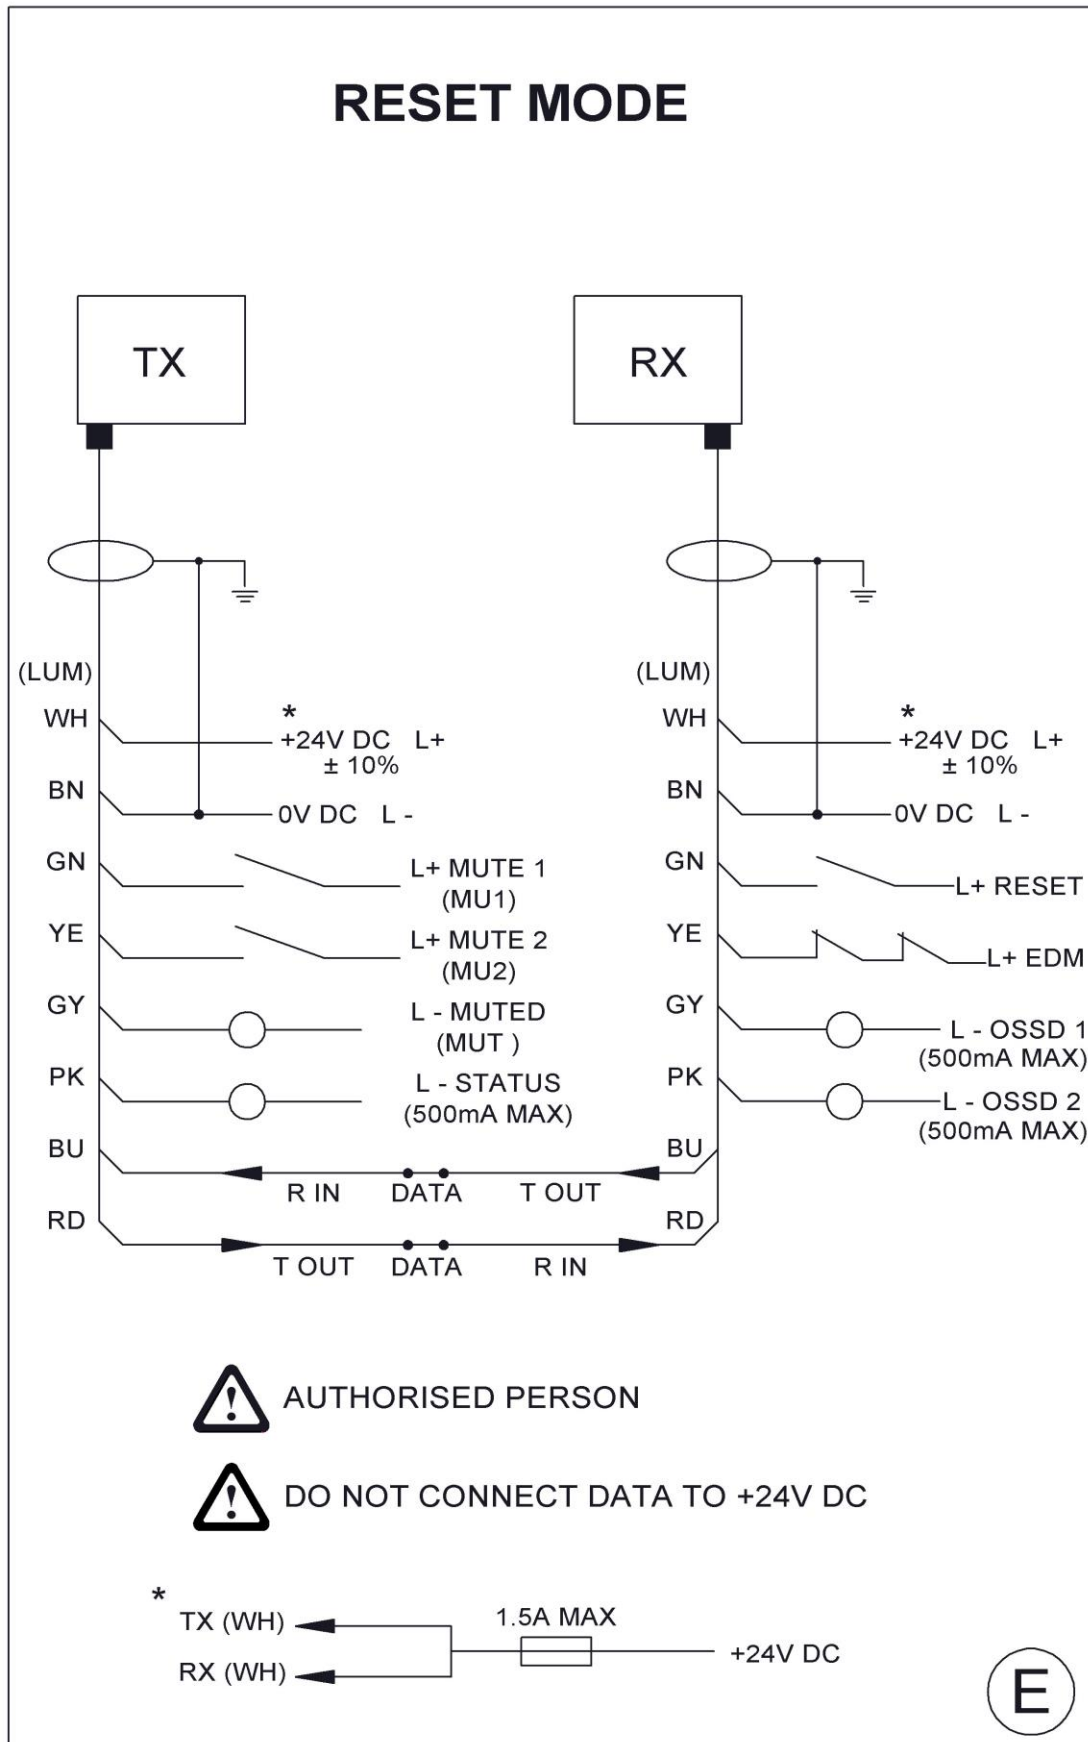 RESET MODE
TX
RX
(LUM)
WH
*
+24V DC L+
± 10%
BN
0V DC L -
GN
L+ MUTE 1
(MU1)
YE
L+ MUTE 2
(MU2)
GY
L - MUTED
(MUT )
PK
L - STATUS
(500mA MAX)
BU
R IN DATA T OUT
RD
T OUT DATA R IN
(LUM)
WH
*
+24V DC L+
± 10%
BN
0V DC L -
GN
L+ RESET
YE
L+ EDM
GY
L - OSSD 1
(500mA MAX)
PK
L - OSSD 2
(500mA MAX)
BU
RD
AUTHORISED PERSON
DO NOT CONNECT DATA TO +24V DC
*
TX (WH)
RX (WH)
1.5A MAX
+24V DC
E